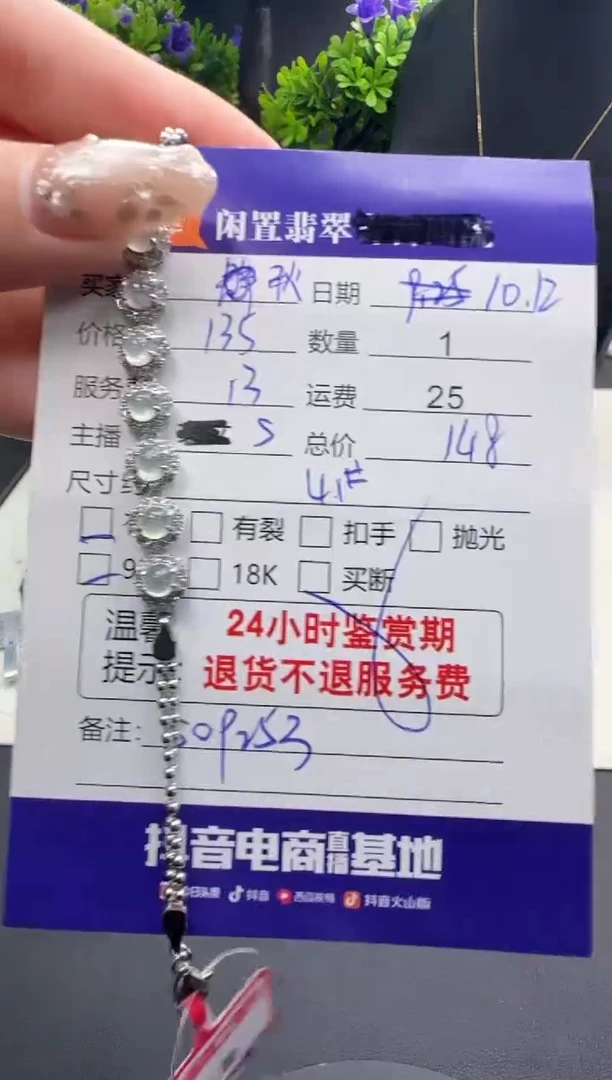 闲置翡翠
买家 秋 日期 10.12
价格 135 数量 1
服务 13 运费 25
主播 S 总价 148
尺寸
有裂 扣手 抛光
9 18K 买断
温馨 24小时鉴赏期
提示: 退货不退服务费
备注: 509253
抖音电商直播基地
今日头条 抖音 西瓜视频 抖音火山版